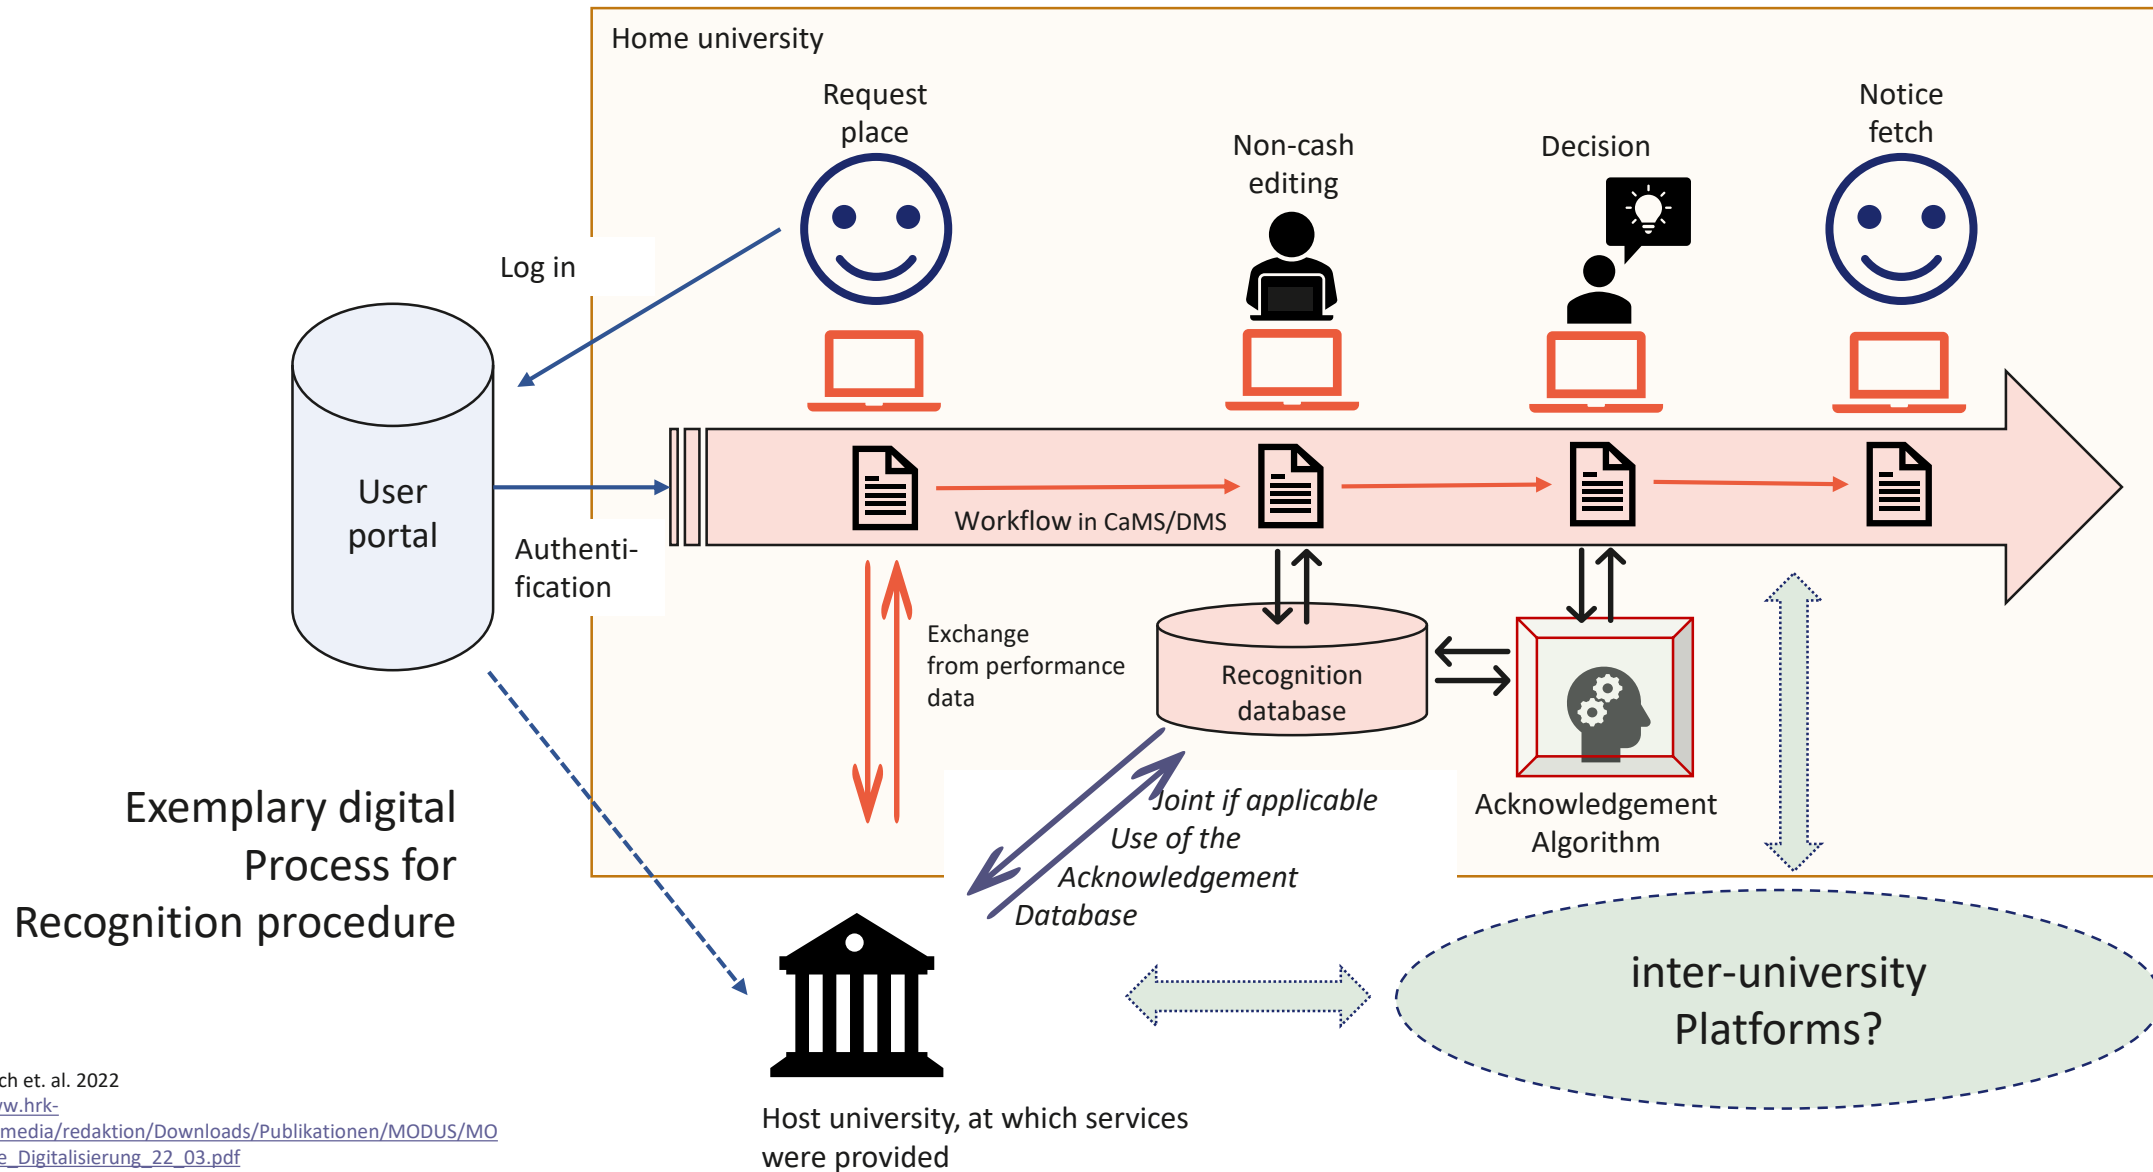 Home university
Request
place
Non-cash
editing
Decision
Notice
fetch
Log in
User
portal
Authenti-
fication
Workflow in CaMS/DMS
Exchange
from performance
data
Recognition
database
Acknowledgement
Algorithm
Joint if applicable
Use of the
Acknowledgement
Database
Exemplary digital
Process for
Recognition procedure
inter-university
Platforms?
Host university, at which services
were provided
ch et. al. 2022
w.hrk-
media/redaktion/Downloads/Publikationen/MODUS/MO
e_Digitalisierung_22_03.pdf